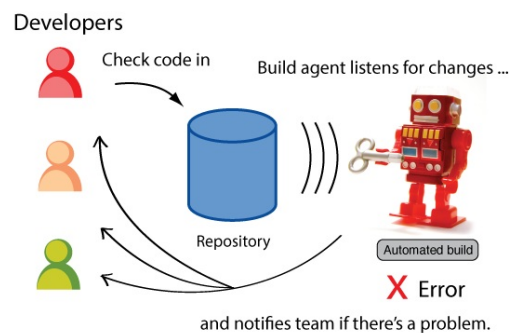 Developers
Check code in
Build agent listens for changes ...
Repository
Automated build
X Error
and notifies team if there's a problem.